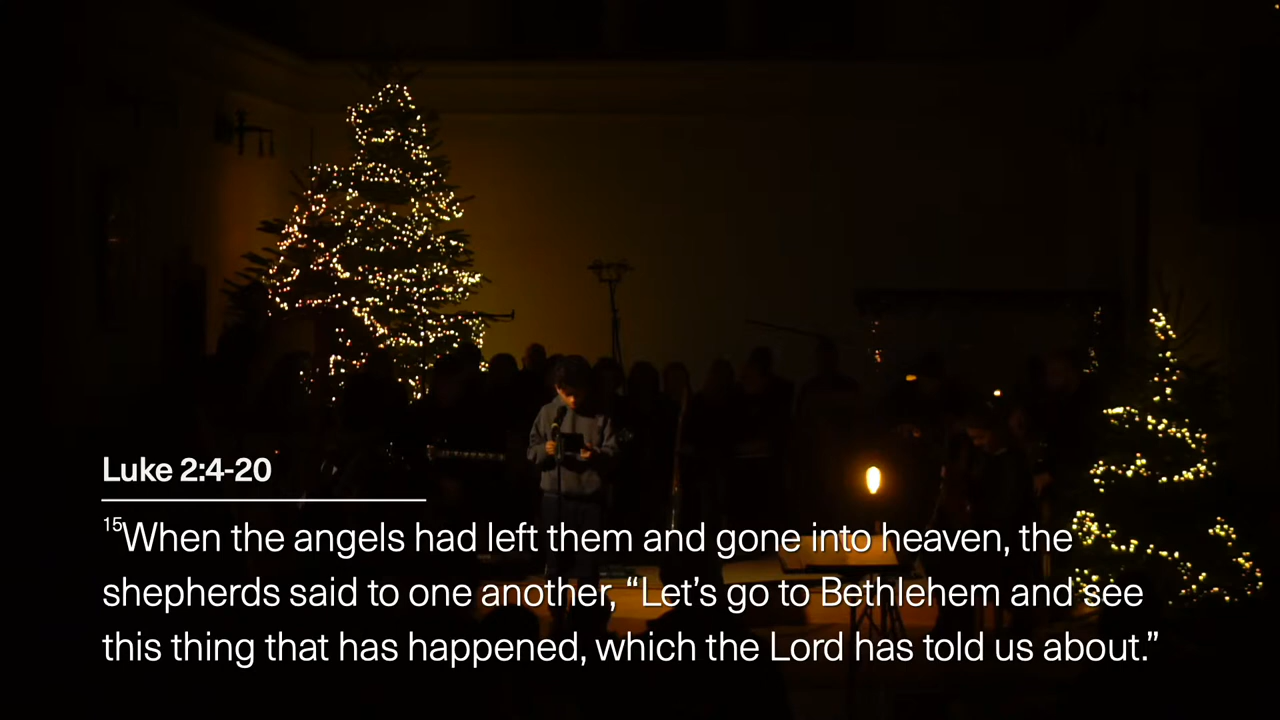 Luke 2:4-20
15When the angels had left them and gone into heaven, the
shepherds said to one another, “Let’s go to Bethlehem and see
this thing that has happened, which the Lord has told us about.”